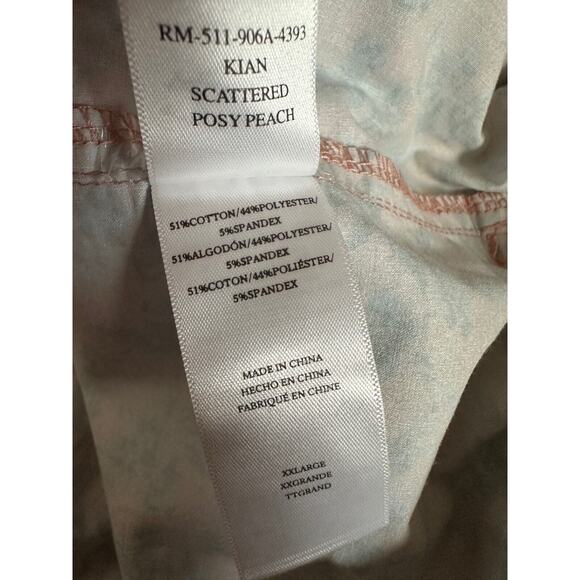 RM-511-906A-4393
KIAN
SCATTERED
POSY PEACH
51%COTTON/44%POLYESTER/
5%SPANDEX
51%ALGODÓN/44%POLYESTER/
5%SPANDEX
51%COTON/44%POLIÉSTER/
5%SPANDEX
MADE IN CHINA
HECHO EN CHINA
FABRIQUÉ EN CHINE
XXLARGE
XXGRANDE
TTGRAND